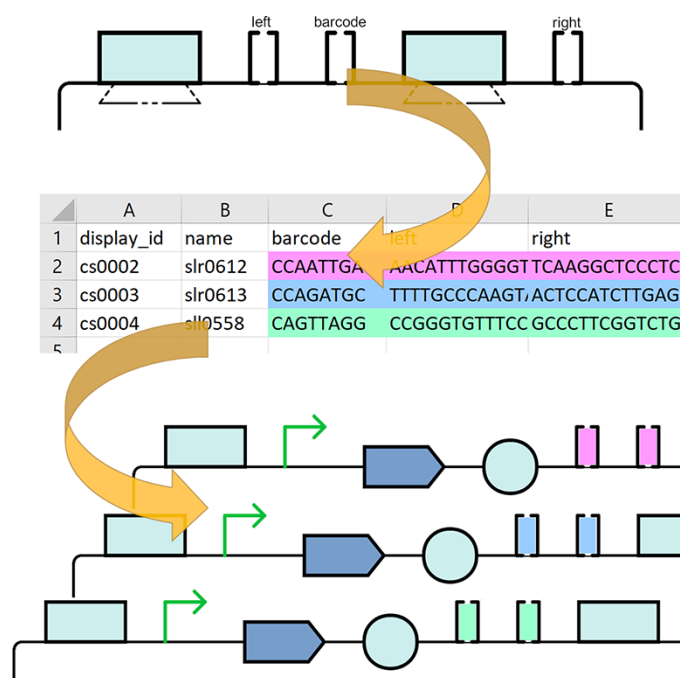 left barcode right
A B C D E
1 display_id name barcode left right
2 cs0002 slr0612 CCAATTGA AACATTTGGGGT TCAAGGCTCCCTC
3 cs0003 slr0613 CCAGATGC TTTTGCCCAAGT ACTCCATCTTGAG
4 cs0004 sll0558 CAGTTAGG CCGGGTGTTTCC GCCCTTCGGTCTG
5